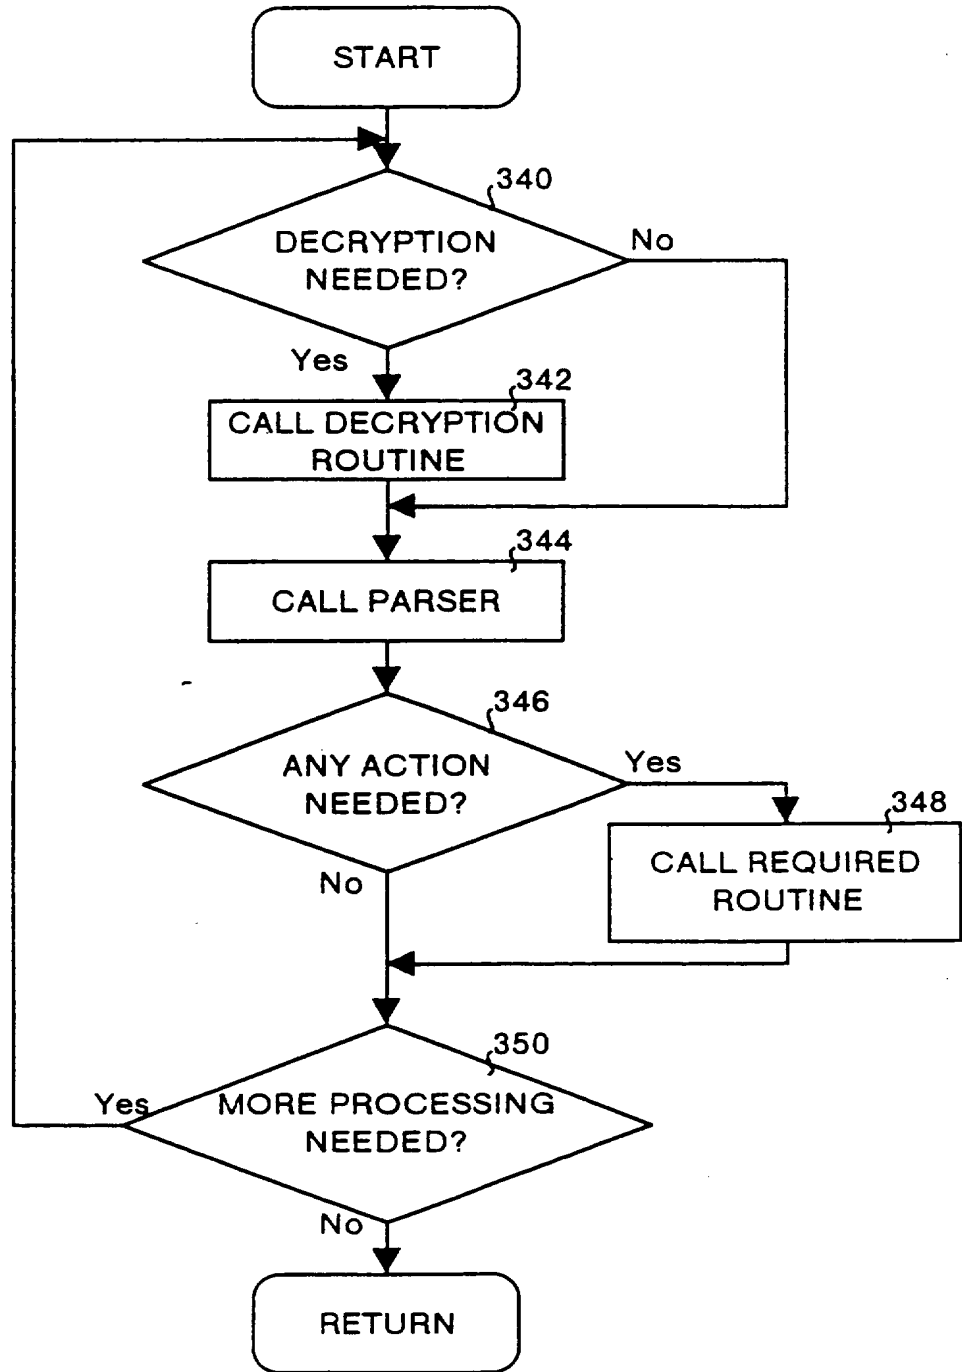 START
340
DECRYPTION
NEEDED?
No
Yes
342
CALL DECRYPTION
ROUTINE
344
CALL PARSER
346
ANY ACTION
NEEDED?
Yes
348
CALL REQUIRED
ROUTINE
No
350
MORE PROCESSING
NEEDED?
Yes
No
RETURN